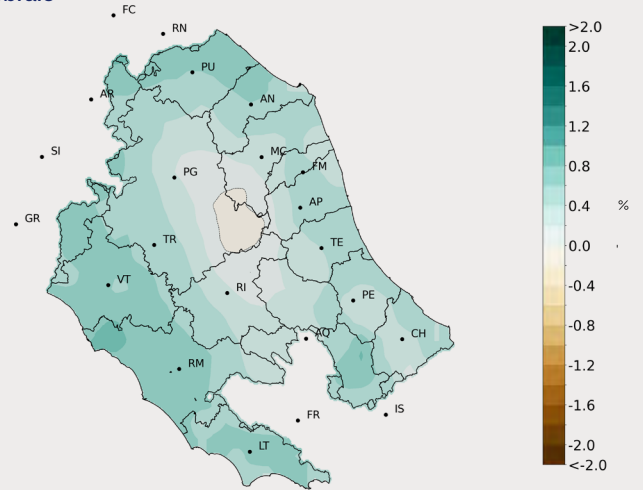 FC
RN
PU
AR
AN
SI
MC
FM
PG
AP
GR
TR
TE
VT
RI
PE
AQ
CH
RM
IS
FR
LT
>2.0
2.0
1.6
1.2
0.8
0.4
0.0
-0.4
-0.8
-1.2
-1.6
-2.0
<-2.0
%